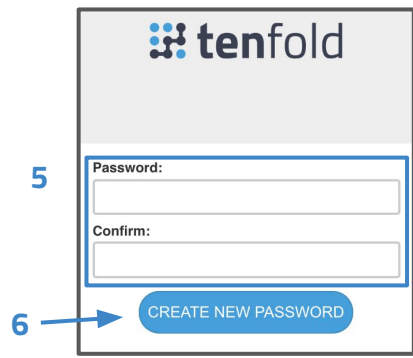 tenfold
5
Password:
Confirm:
6
CREATE NEW PASSWORD